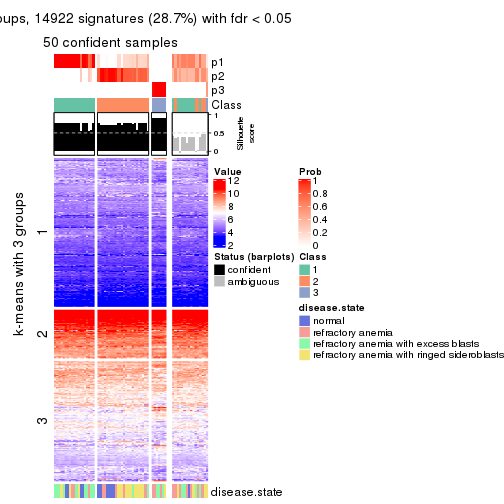 oups, 14922 signatures (28.7%) with fdr < 0.05
50 confident samples
p1
p2
p3
Class
1
0.5
0
Silhouette
score
k-means with 3 groups
1
2
3
disease.state
Value
12
10
8
6
4
2
Prob
1
0.8
0.6
0.4
0.2
0
Status (barplots)
confident
ambiguous
Class
1
2
3
disease.state
normal
refractory anemia
refractory anemia with excess blasts
refractory anemia with ringed sideroblasts